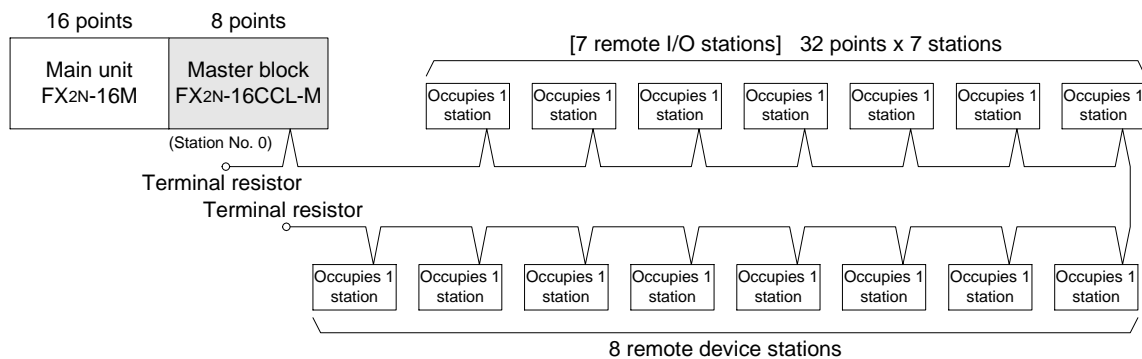 16 points
8 points
Main unit
FX2N-16M
Master block
FX2N-16CCL-M
(Station No. 0)
[7 remote I/O stations] 32 points x 7 stations
Occupies 1
station
Occupies 1
station
Occupies 1
station
Occupies 1
station
Occupies 1
station
Occupies 1
station
Occupies 1
station
Terminal resistor
Terminal resistor
Occupies 1
station
Occupies 1
station
Occupies 1
station
Occupies 1
station
Occupies 1
station
Occupies 1
station
Occupies 1
station
Occupies 1
station
8 remote device stations